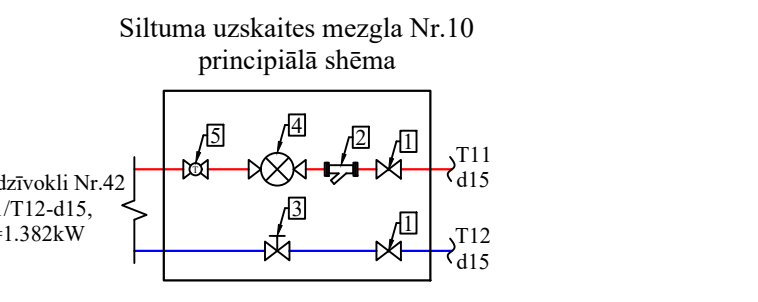 Siltuma uzskaites mezgla Nr.10
principiālā shēma
5
4
2
1
T11
d15
dzīvokli Nr.42
/T12-d15,
=1.382kW
3
1
T12
d15